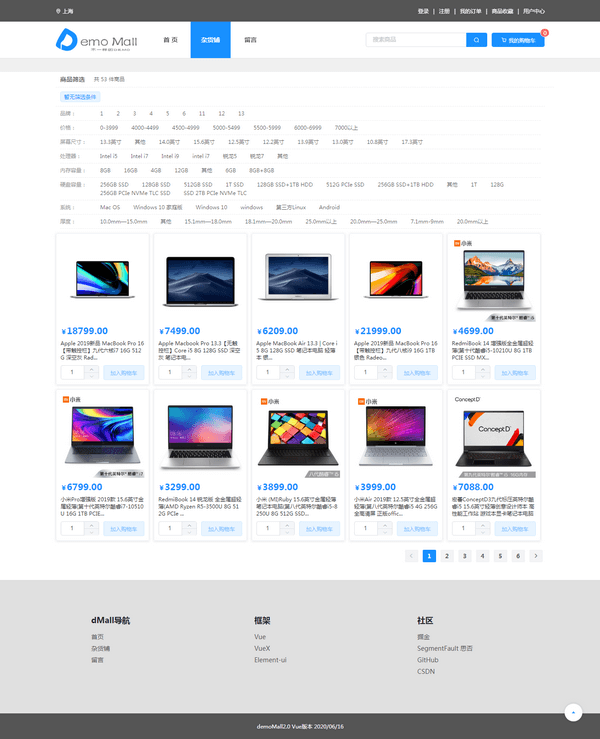 上海
登录 | 注册 | 我的订单 | 商品收藏 | 用户中心
emo Mall
首页
杂货铺
留言
搜索商品
我的购物车
0
商品筛选 共 53 件商品
暂无筛选条件
品牌： 1 2 3 4 5 6 11 12 13
价格： 0-3999 4000-4499 4500-4999 5000-5499 5500-5999 6000-6999 7000以上
屏幕尺寸： 13.3英寸 其他 14.0英寸 15.6英寸 12.5英寸 12.2英寸 13.9英寸 13.0英寸 10.8英寸 17.3英寸
处理器： Intel i5 Intel i7 Intel i9 intel i7 锐龙5 锐龙7 其他
内存容量： 8GB 16GB 4GB 12GB 其他 6GB 8GB+8GB
硬盘容量： 256GB SSD 128GB SSD 512GB SSD 1T SSD 128GB SSD+1TB HDD 512G PCIe SSD 256GB SSD+1TB HDD 其他 1T 128G
256GB PCIe NVMe TLC SSD SSD 2TB PCIe NVMe TLC
系统： Mac OS Windows 10 家庭版 Windows 10 windows 第三方Linux Android
厚度： 10.0mm—15.0mm 其他 15.1mm—18.0mm 18.1mm—20.0mm 25.0mm以上 20.0mm—25.0mm 7.1mm-9mm 20.0mm以上
小米
¥18799.00
Apple 2019新品 MacBook Pro 16
【带触控栏】九代六核i7 16G 512
G 深空灰 Rad...
1 加入购物车
¥7499.00
Apple Macbook Pro 13.3【无触
控栏】Core i5 8G 128G SSD 深空
灰 笔记本电...
1 加入购物车
¥6209.00
Apple MacBook Air 13.3 | Core i
5 8G 128G SSD 笔记本电脑 轻薄
本 银...
1 加入购物车
¥21999.00
Apple 2019新品 MacBook Pro 16
【带触控栏】九代八核i9 16G 1TB
银色 Radeo...
1 加入购物车
¥4699.00
RedmiBook 14 增强版全金属超轻
薄(第十代酷睿i5-10210U 8G 1TB
PCIE SSD MX...
1 加入购物车
小米
小米
小米
ConceptD
ConceptD
¥6799.00
小米Pro增强版 2019款 15.6英寸金
属轻薄(第十代英特尔酷睿i7-10510
U 16G 1TB PCIE...
1 加入购物车
¥3299.00
RedmiBook 14 锐龙版 全金属超轻
薄(AMD Ryzen R5-3500U 8G 51
2G PCIe ...
1 加入购物车
¥3899.00
小米 (MI)Ruby 15.6英寸金属轻薄
笔记本电脑(第八代英特尔酷睿i5-8
250U 8G 512G SSD...
1 加入购物车
¥3999.00
小米Air 2019款 12.5英寸全金属超
轻薄(第八代英特尔酷睿i5 4G 256G
全高清屏 正版offic...
1 加入购物车
¥7088.00
宏碁ConceptD3九代标压英特尔酷
睿i5 15.6英寸轻薄创意设计师本 高
性能工作站 游戏本显卡笔记本电脑
1 加入购物车
1 2 3 4 5 6
dMall导航
首页
杂货铺
留言
框架
Vue
VueX
Element-ui
社区
掘金
SegmentFault 思否
GitHub
CSDN
demoMall2.0 Vue版本 2020/06/16